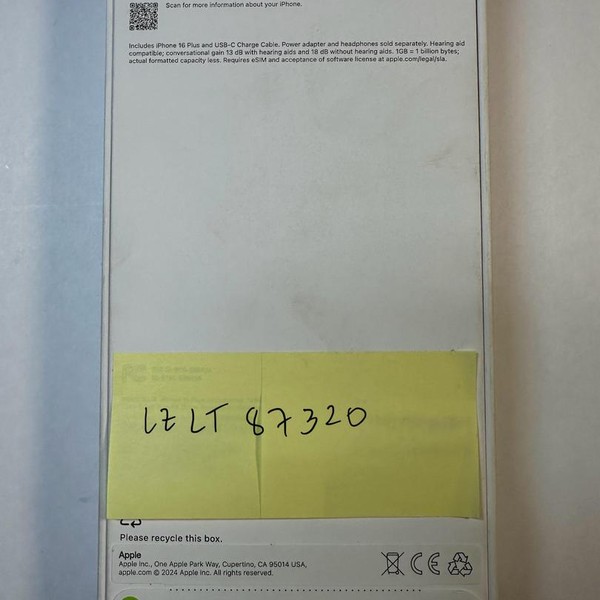 Scan for more information about your iPhone.
Includes iPhone 16 Plus and USB-C Charge Cable. Power adapter and headphones sold separately. Hearing aid
compatible; conversational gain 13 dB with hearing aids and 18 dB without hearing aids. 1GB = 1 billion bytes;
actual formatted capacity less. Requires eSIM and acceptance of software license at apple.com/legal/sla.
LZLT 87320
Please recycle this box.
Apple
Apple Inc., One Apple Park Way, Cupertino, CA 95014 USA,
apple.com © 2024 Apple Inc. All rights reserved.
CE